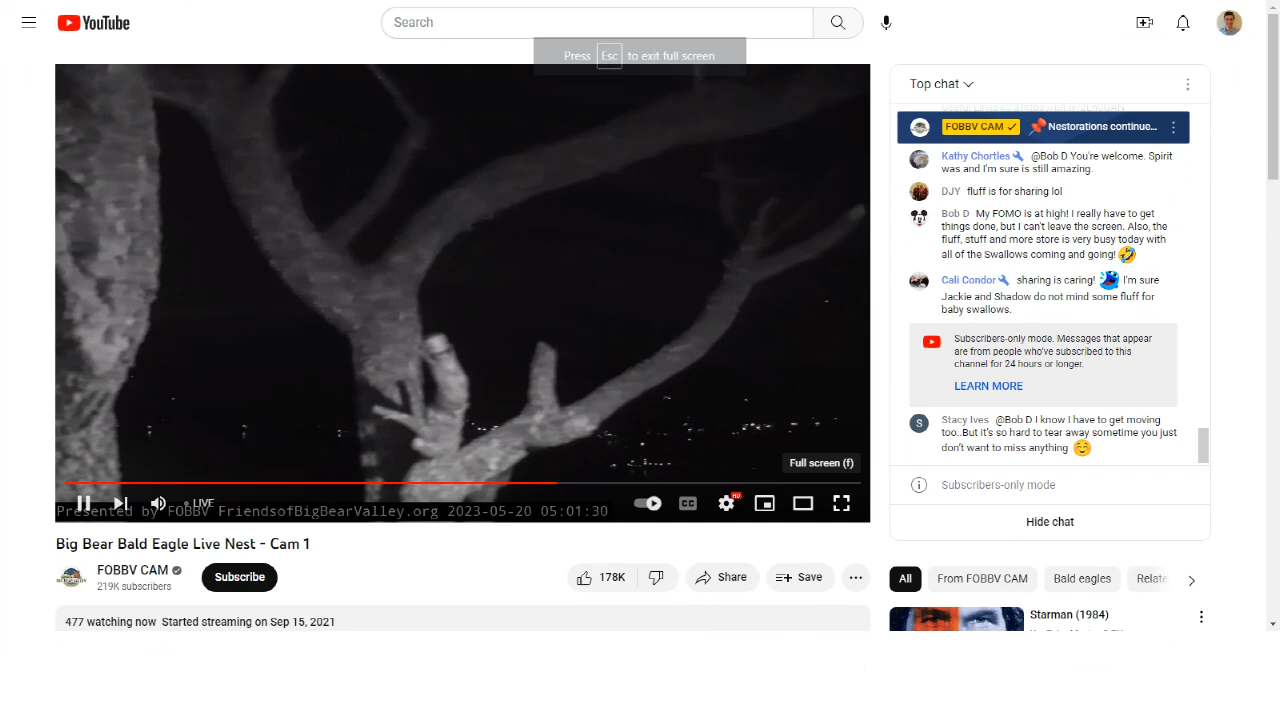 YouTube
Search
Press Esc to exit full screen
Full screen (f)
LIVE
CC
HD
Presented by FOBBV FriendsofBigBearValley.org 2023-05-20 05:01:30
Big Bear Bald Eagle Live Nest - Cam 1
FOBBV CAM
219K subscribers
Subscribe
178K
Share
Save
477 watching now Started streaming on Sep 15, 2021
Top chat
FOBBV CAM Nestorations continue...
Kathy Chortles @Bob D You're welcome. Spirit
was and I'm sure is still amazing.
DJY fluff is for sharing lol
Bob D My FOMO is at high! I really have to get
things done, but I can't leave the screen. Also, the
fluff, stuff and more store is very busy today with
all of the Swallows coming and going!
Cali Condor sharing is caring! I'm sure
Jackie and Shadow do not mind some fluff for
baby swallows.
Subscribers-only mode. Messages that appear
are from people who've subscribed to this
channel for 24 hours or longer.
LEARN MORE
S
Stacy Ives @Bob D I know I have to get moving
too..But it's so hard to tear away sometime you just
don't want to miss anything
Subscribers-only mode
Hide chat
All
From FOBBV CAM
Bald eagles
Relate
Starman (1984)